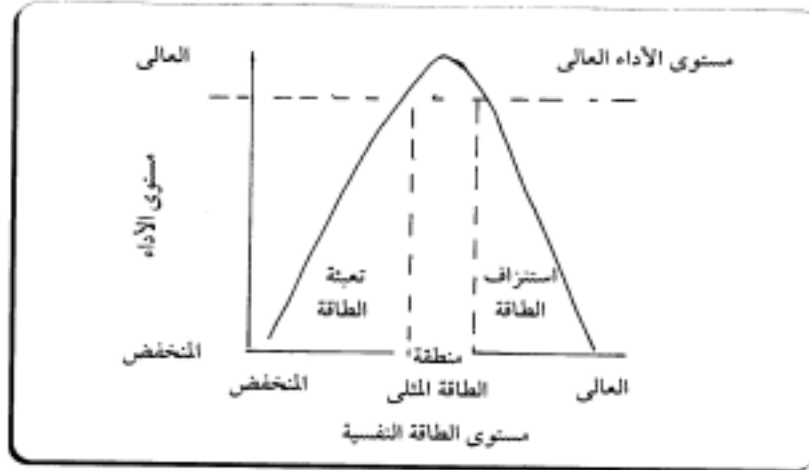 العالى
مستوى الأداء العالى
مستوى الأداء
تعبئة
الطاقة
استنزاف
الطاقة
المنخفض
منطقة
المنخفض
الطاقة المثلى
العالى
مستوى الطاقة النفسية